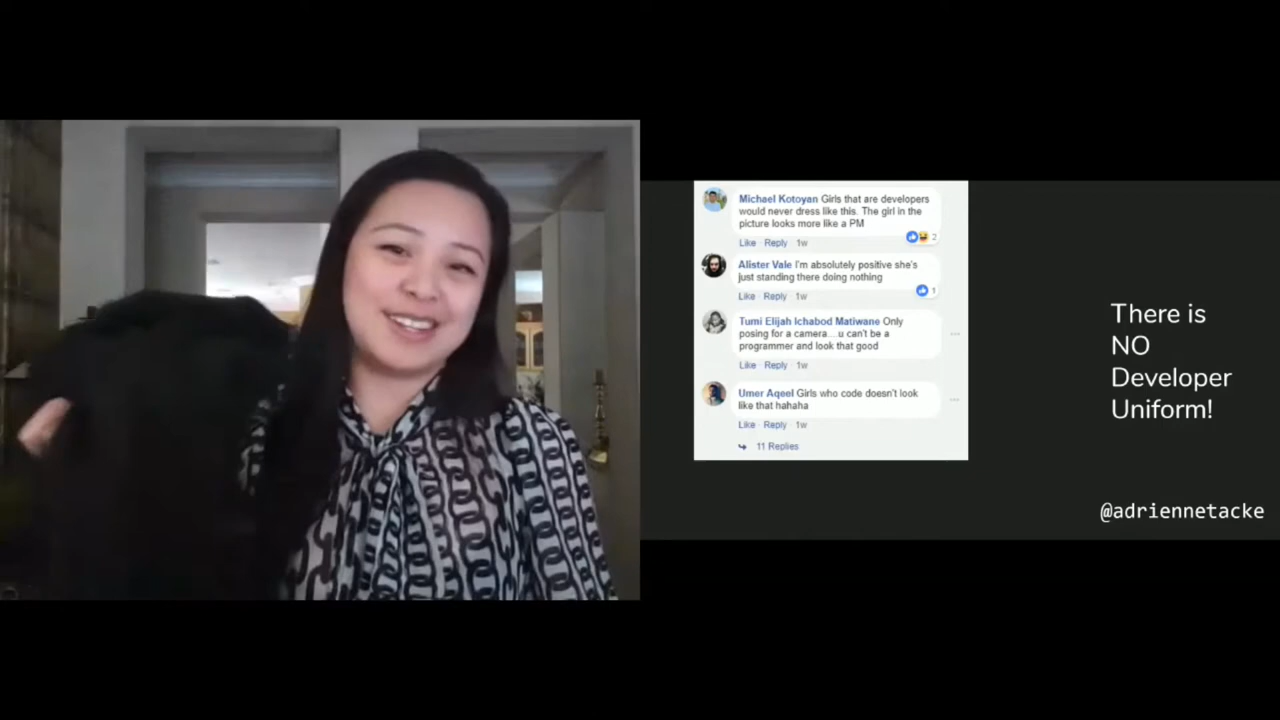 Michael Kotoyan Girls that are developers
would never dress like this. The girl in the
picture looks more like a PM
2
Like Reply 1w
Alister Vale I'm absolutely positive she's
just standing there doing nothing
1
Like · Reply · 1w
Tumi Elijah Ichabod Matiwane Only
posing for a camera....u can't be a
programmer and look that good
Like · Reply · 1w
Umer Aqeel Girls who code doesn't look
like that hahaha
Like · Reply · 1w
11 Replies
There is
NO
Developer
Uniform!
@adriennetacke